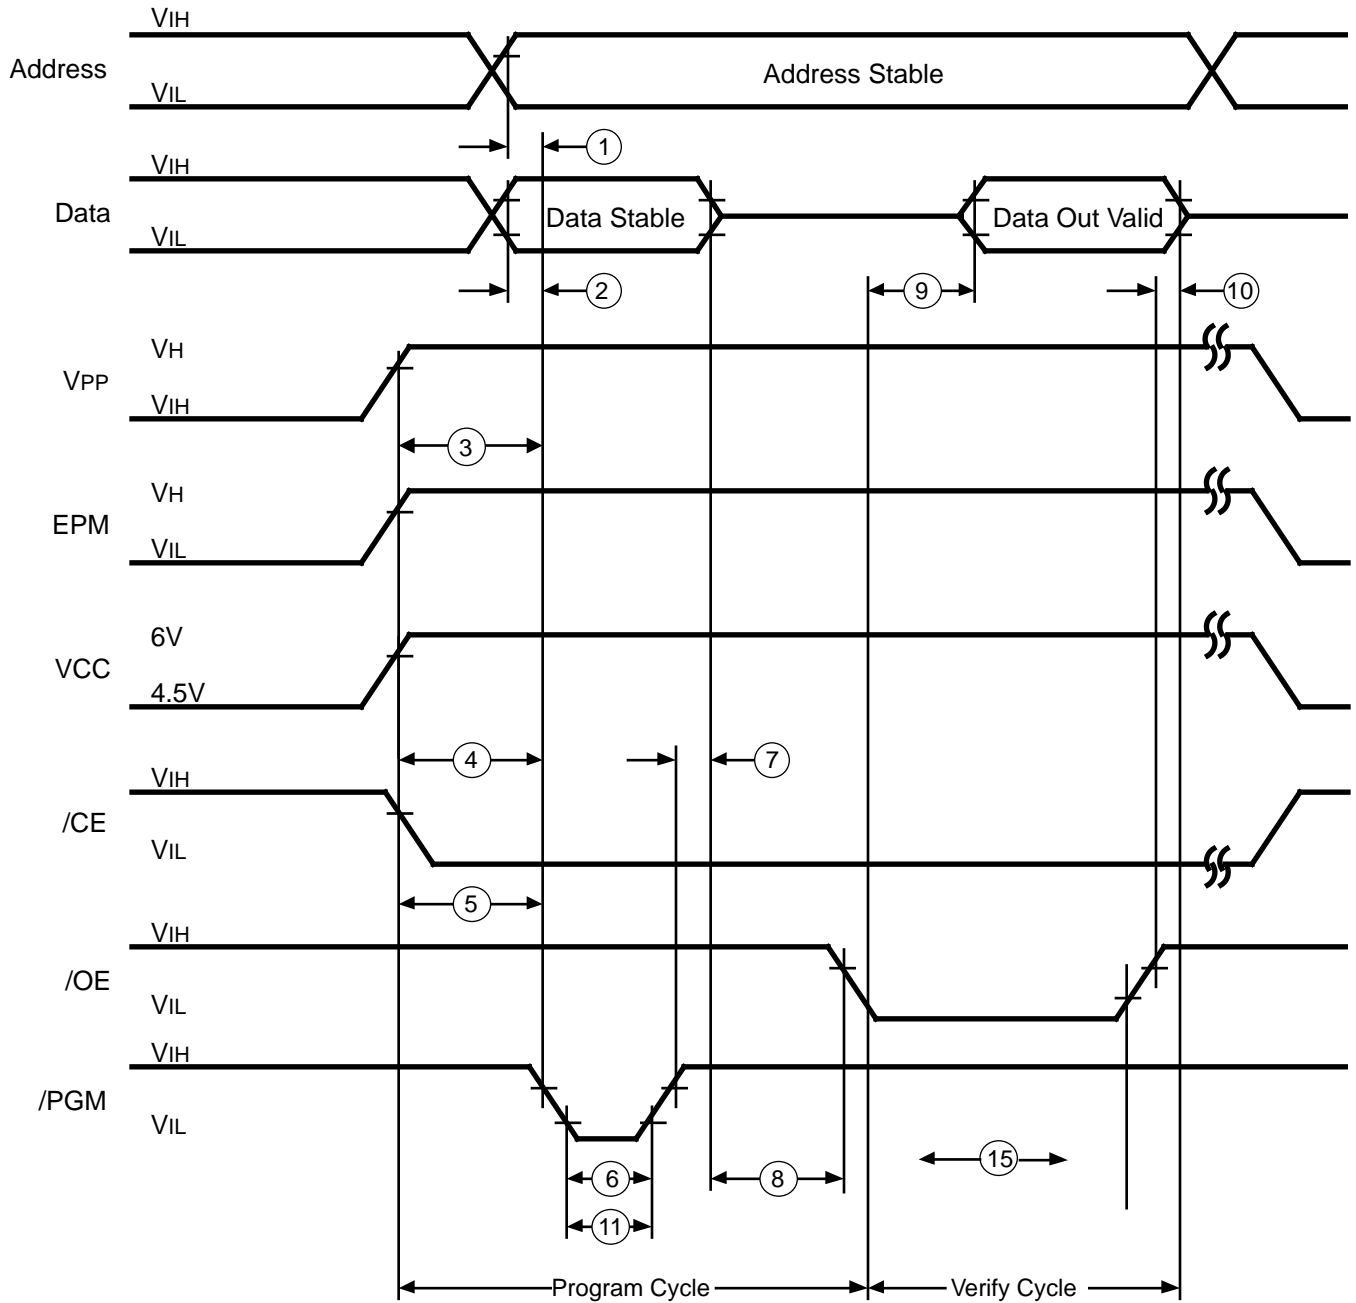 VIH
Address
Address Stable
VIL
1
VIH
Data
Data Stable
Data Out Valid
VIL
2
9
10
VH
VPP
VIH
3
VH
EPM
VIL
6V
VCC
4.5V
4
7
VIH
/CE
VIL
5
VIH
/OE
VIL
VIH
/PGM
VIL
15
6
8
11
Program Cycle
Verify Cycle